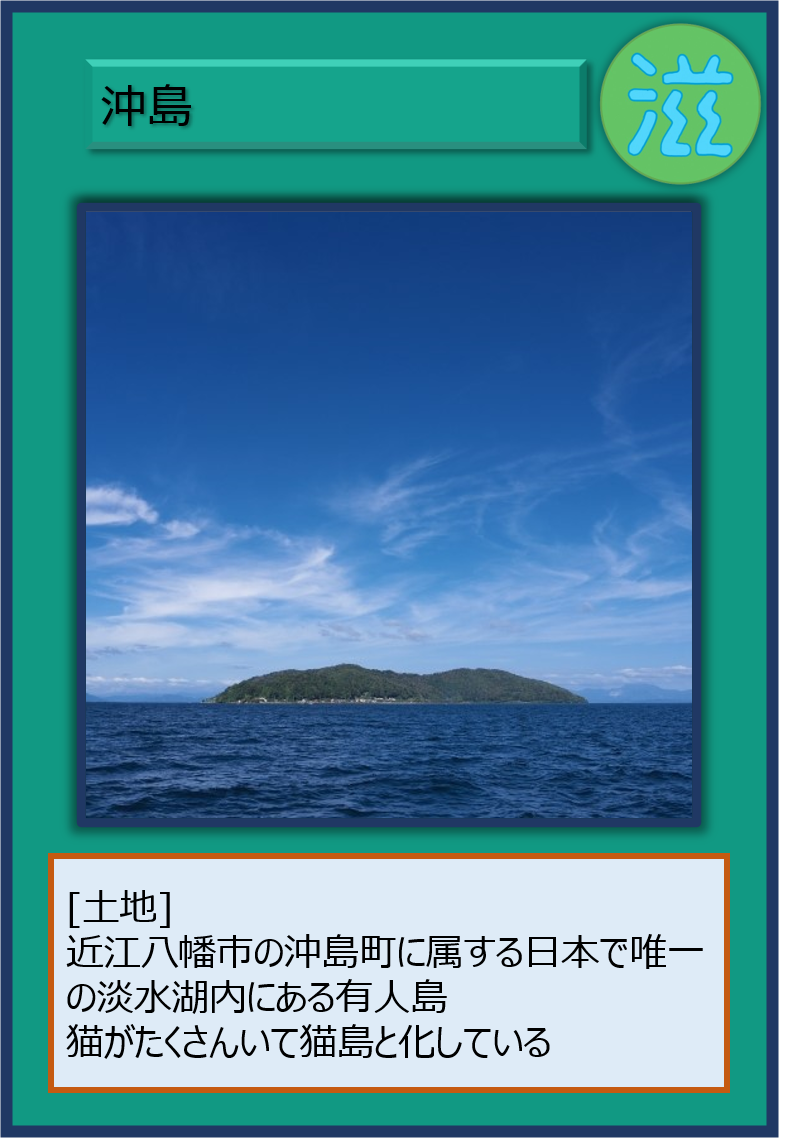 沖島
滋
[土地]
近江八幡市の沖島町に属する日本で唯一
の淡水湖内にある有人島
猫がたくさんいて猫島と化している